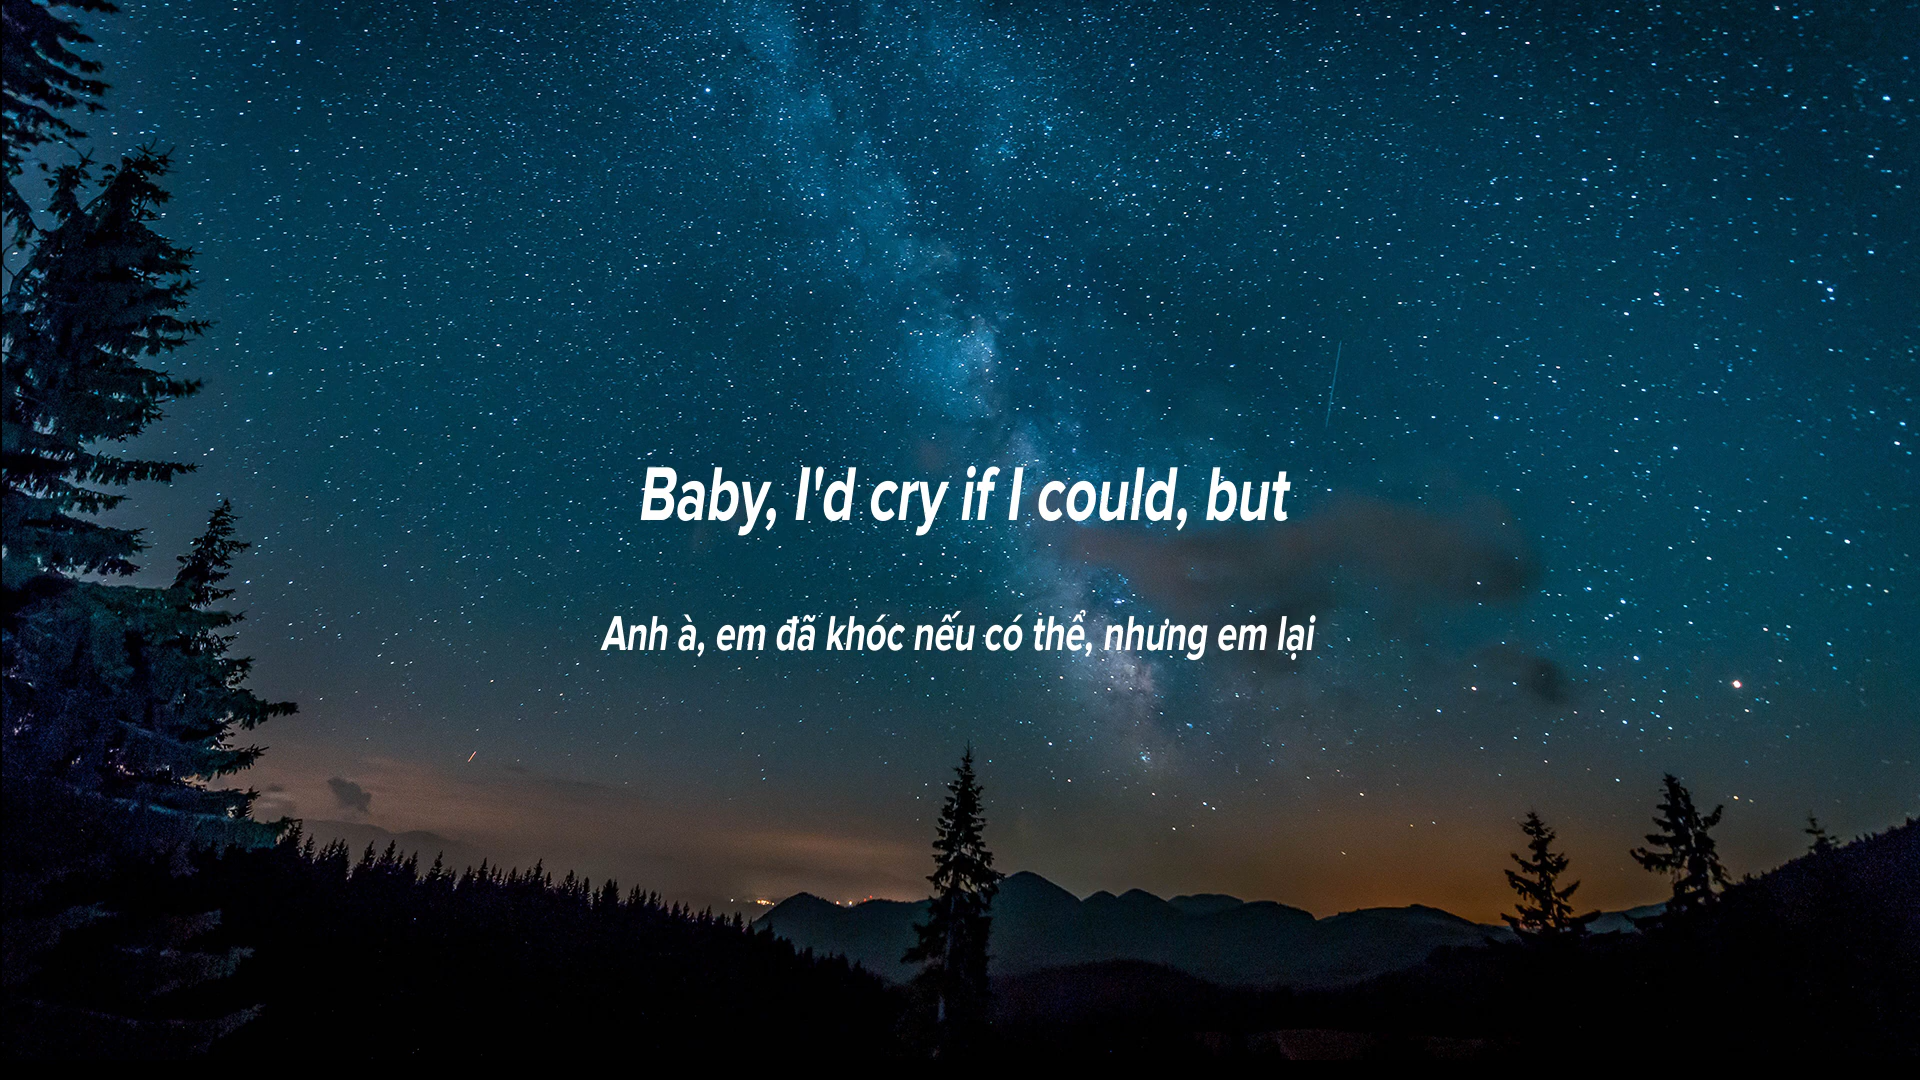 Baby, I'd cry if I could, but
Anh à, em đã khóc nếu có thể, nhưng em lại